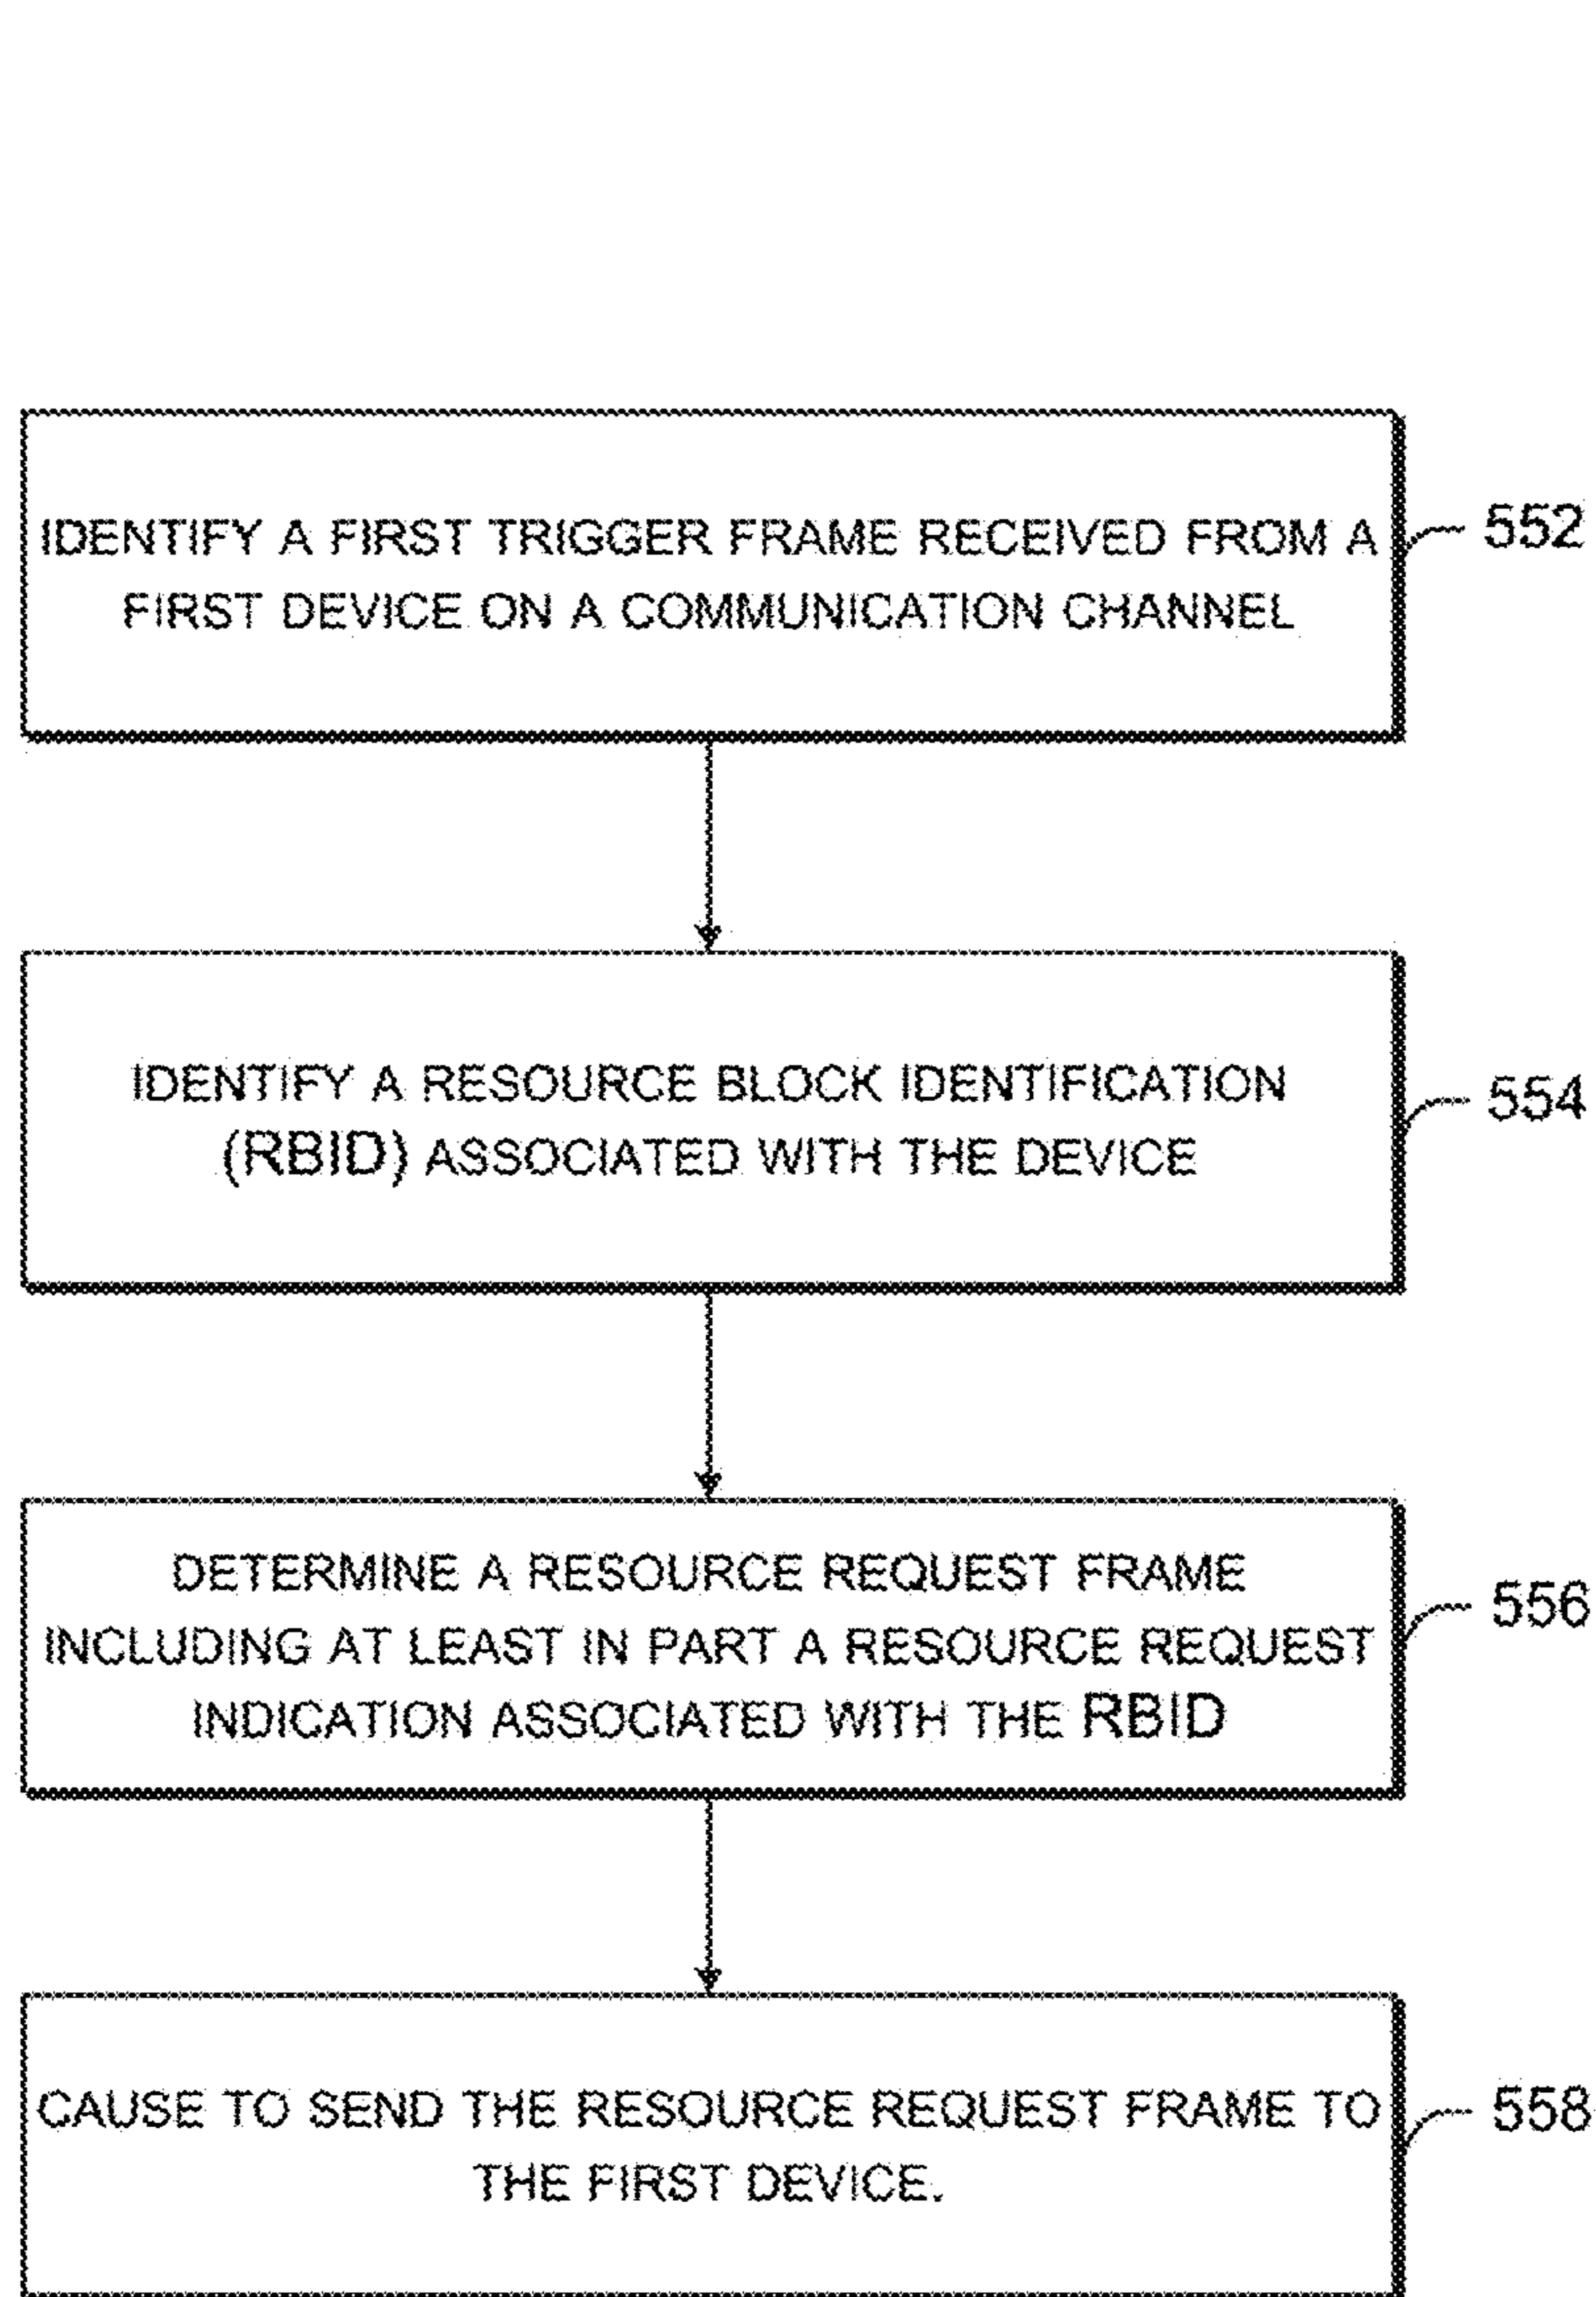 IDENTIFY A FIRST TRIGGER FRAME RECEIVED FROM A
FIRST DEVICE ON A COMMUNICATION CHANNEL
552
IDENTIFY A RESOURCE BLOCK IDENTIFICATION
(RBID) ASSOCIATED WITH THE DEVICE
554
DETERMINE A RESOURCE REQUEST FRAME
INCLUDING AT LEAST IN PART A RESOURCE REQUEST
INDICATION ASSOCIATED WITH THE RBID
556
CAUSE TO SEND THE RESOURCE REQUEST FRAME TO
THE FIRST DEVICE.
558